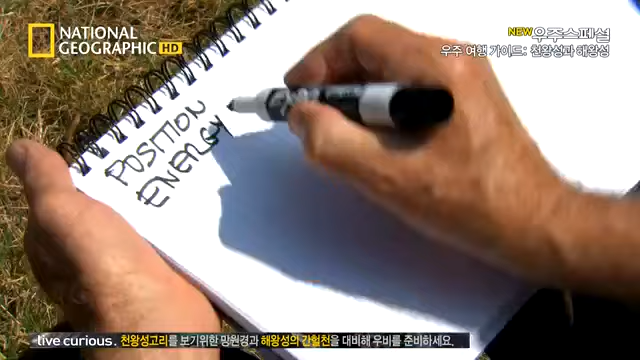 NATIONAL
GEOGRAPHIC HD
NEW 우주스페셜
우주 여행 가이드: 천왕성과 해왕성
POSITION
ENERGY
live curious. 천왕성고리를 보기위한 망원경과 해왕성의 간헐천을 대비해 우비를 준비하세요.